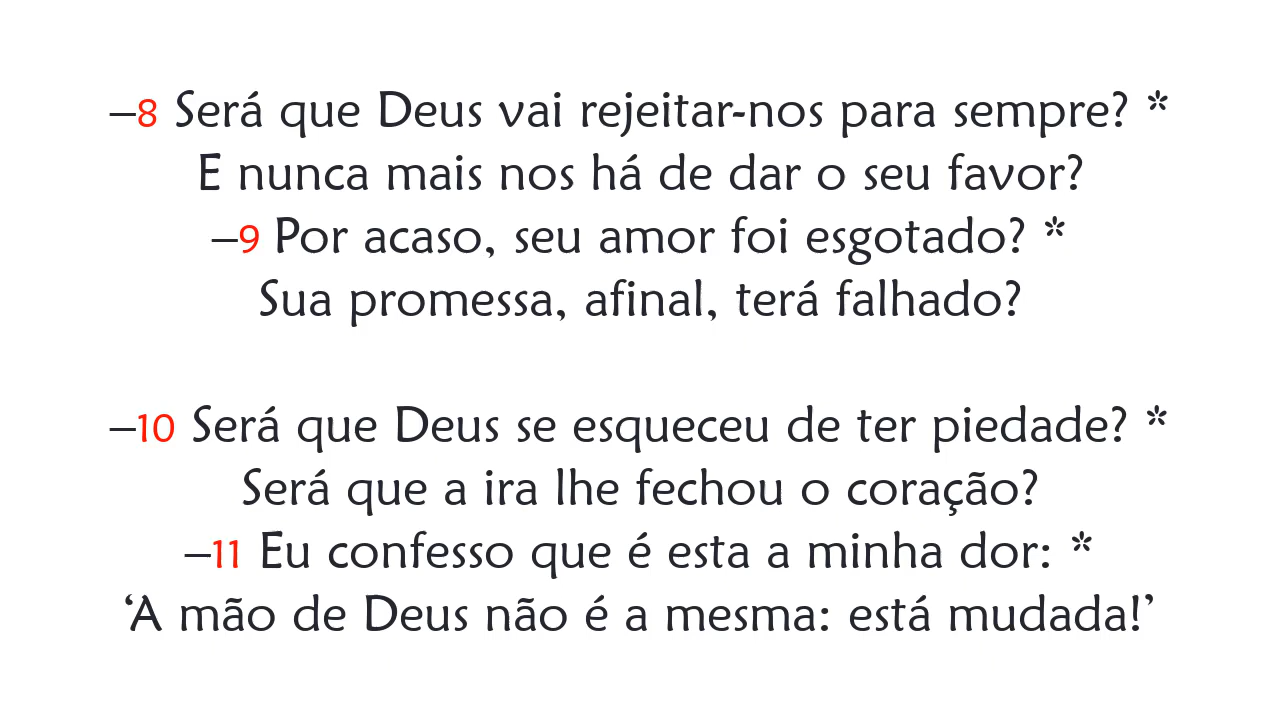 –8 Será que Deus vai rejeitar-nos para sempre? *
E nunca mais nos há de dar o seu favor?
–9 Por acaso, seu amor foi esgotado? *
Sua promessa, afinal, terá falhado?
–10 Será que Deus se esqueceu de ter piedade? *
Será que a ira lhe fechou o coração?
–11 Eu confesso que é esta a minha dor: *
‘A mão de Deus não é a mesma: está mudada!’